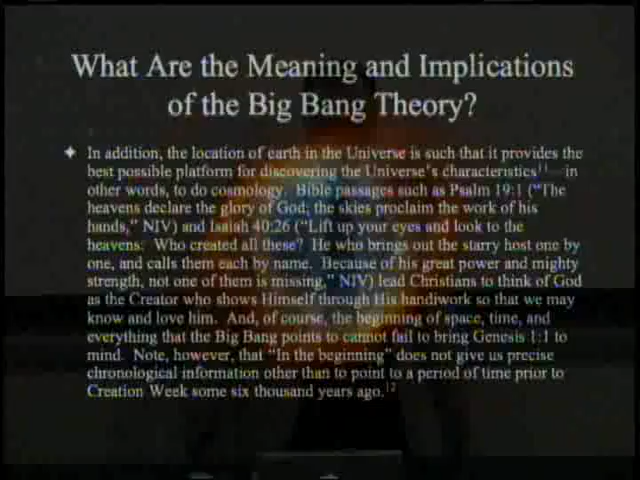 What Are the Meaning and Implications
of the Big Bang Theory?
✦ In addition, the location of earth in the Universe is such that it provides the
best possible platform for discovering the Universe's characteristics¹¹—in
other words, to do cosmology. Bible passages such as Psalm 19:1 (“The
heavens declare the glory of God; the skies proclaim the work of his
hands,” NIV) and Isaiah 40:26 (“Lift up your eyes and look to the
heavens: Who created all these? He who brings out the starry host one by
one, and calls them each by name. Because of his great power and mighty
strength, not one of them is missing,” NIV) lead Christians to think of God
as the Creator who shows Himself through His handiwork so that we may
know and love him. And, of course, the beginning of space, time, and
everything that the Big Bang points to cannot fail to bring Genesis 1:1 to
mind. Note, however, that “In the beginning” does not give us precise
chronological information other than to point to a period of time prior to
Creation Week some six thousand years ago.¹²